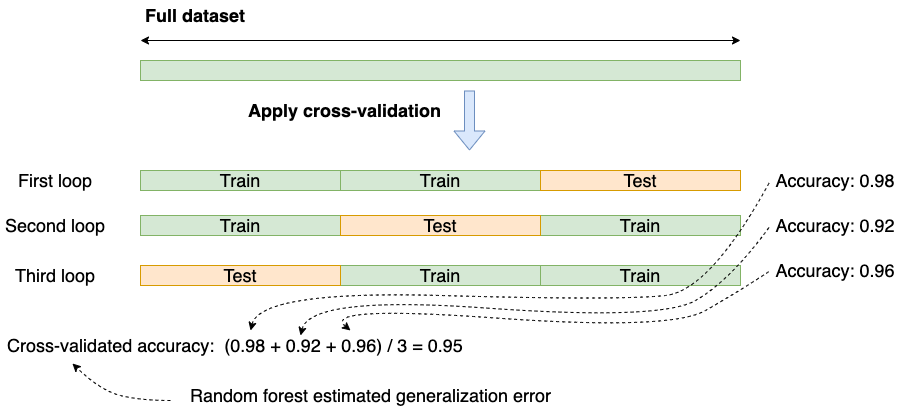 Full dataset
Apply cross-validation
First loop Train Train Test Accuracy: 0.98
Second loop Train Test Train Accuracy: 0.92
Third loop Test Train Train Accuracy: 0.96
Cross-validated accuracy: (0.98 + 0.92 + 0.96) / 3 = 0.95
Random forest estimated generalization error